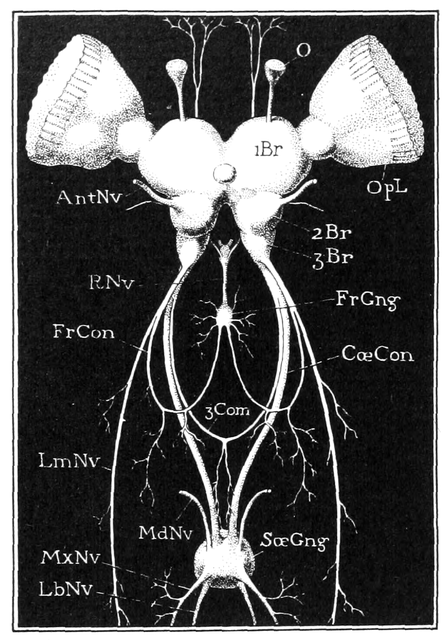 O
1Br
OpL
AntNv
2Br
3Br
RNv
FrGng
FrCon
CœCon
3Com
LmNv
MdNv
SœGng
MxNv
LbNv